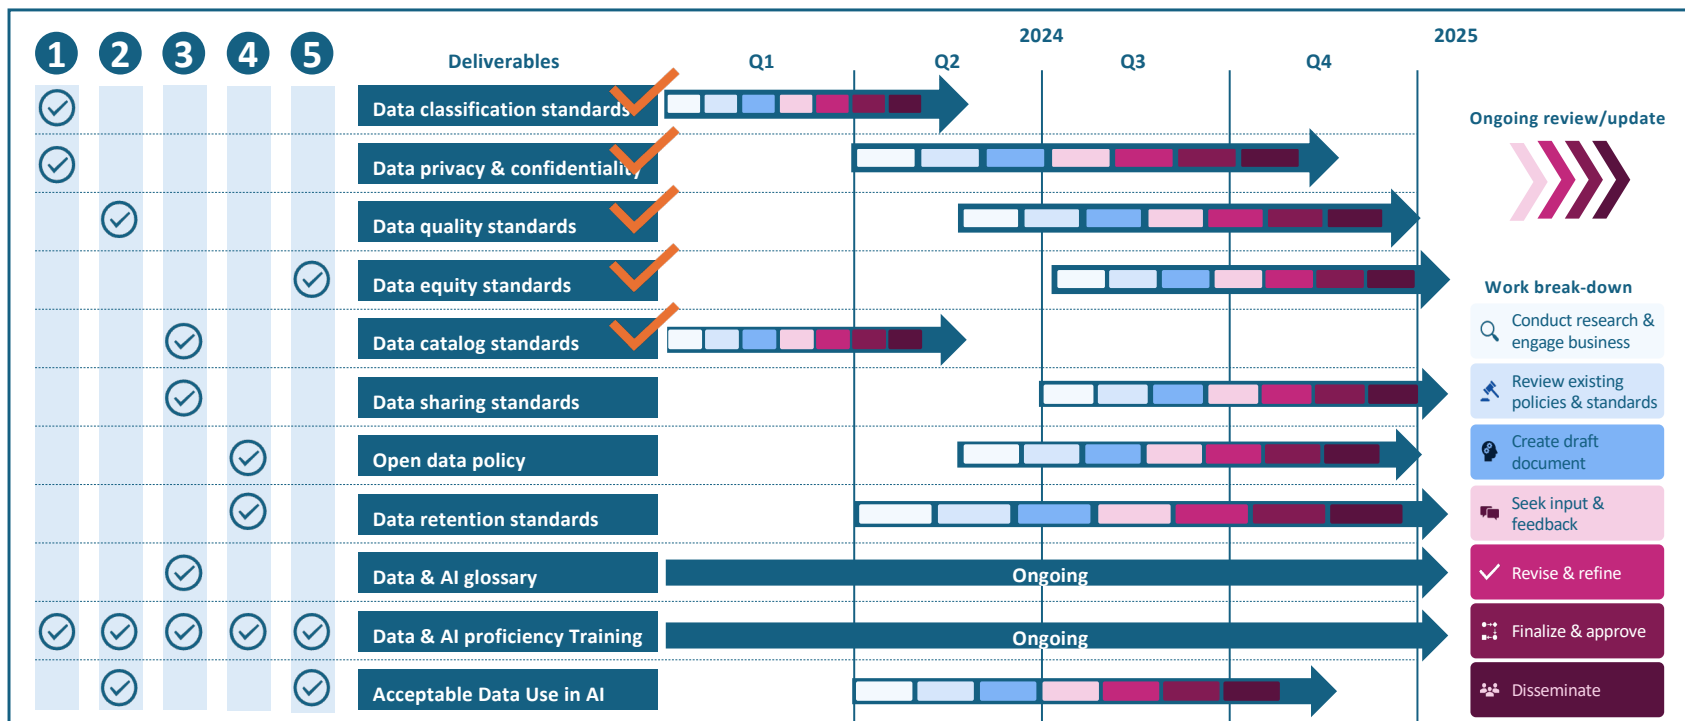 2024
2025
1 2 3 4 5
Deliverables
Q1
Q2
Q3
Q4
Data classification standards
Data privacy & confidentiality
Data quality standards
Data equity standards
Data catalog standards
Data sharing standards
Open data policy
Data retention standards
Data & AI glossary
Ongoing
Data & AI proficiency Training
Ongoing
Acceptable Data Use in AI
Ongoing review/update
Work break-down
Conduct research &
engage business
Review existing
policies & standards
Create draft
document
Seek input &
feedback
Revise & refine
Finalize & approve
Disseminate